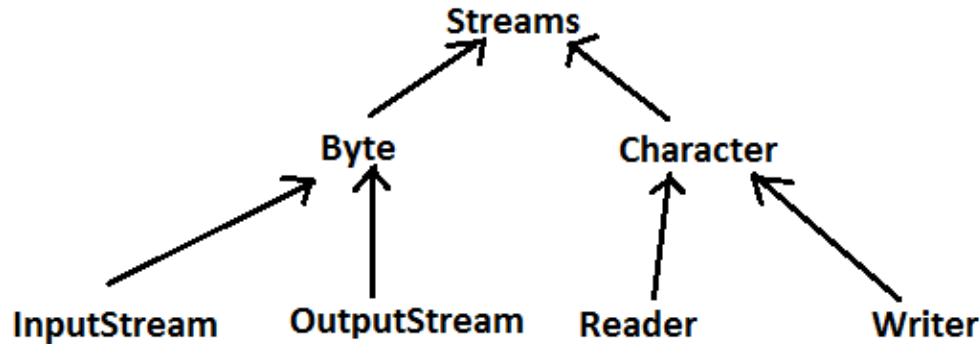 Streams
Byte
Character
InputStream
OutputStream
Reader
Writer